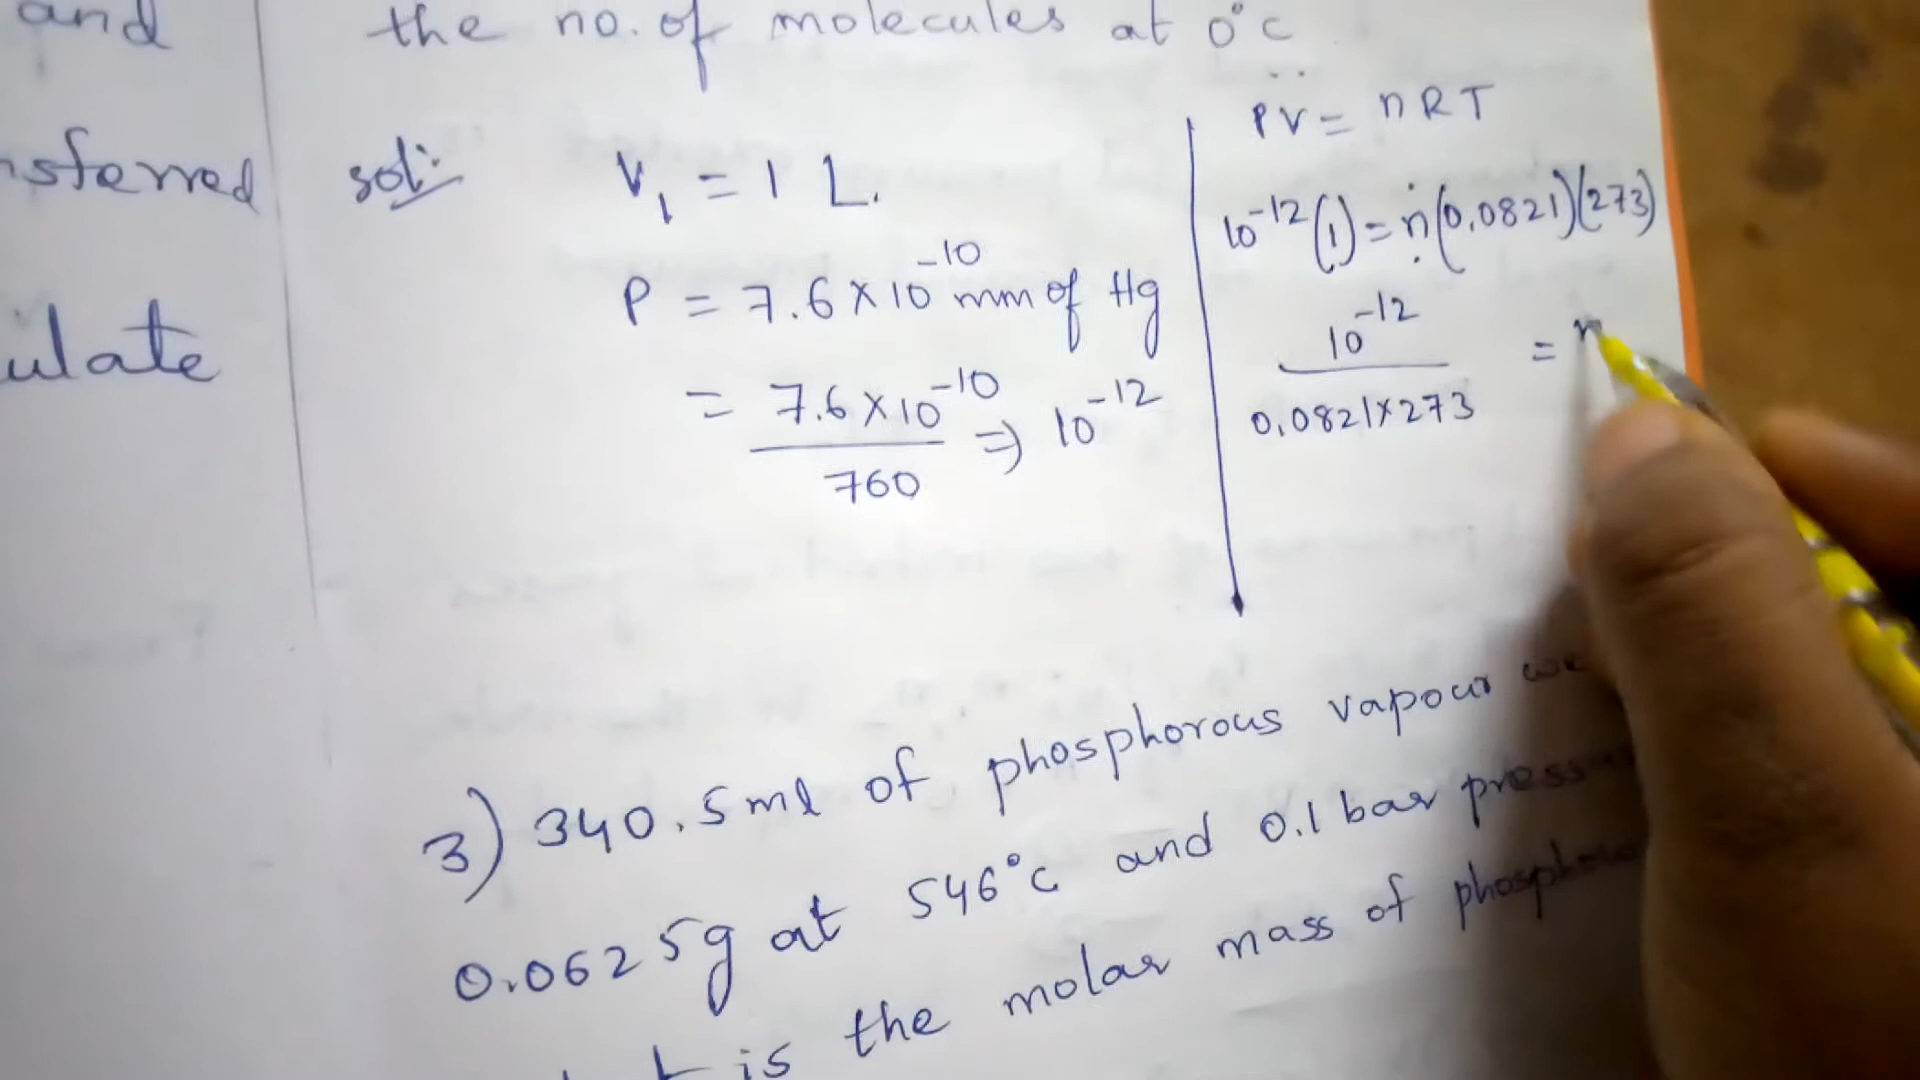 and
sferred
ulate
the no. of molecules at 0°c
sol:-
V₁ = 1 L.
P = 7.6 × 10⁻¹⁰ mm of Hg
= 7.6 × 10⁻¹⁰ / 760 ⇒ 10⁻¹²
PV = nRT
10⁻¹² (1) = n (0.0821) (273)
10⁻¹² / 0.0821 × 273 = n
3) 340.5 ml of phosphorous vapour
0.0625g at 546°c and 0.1 bar
is the molar mass of